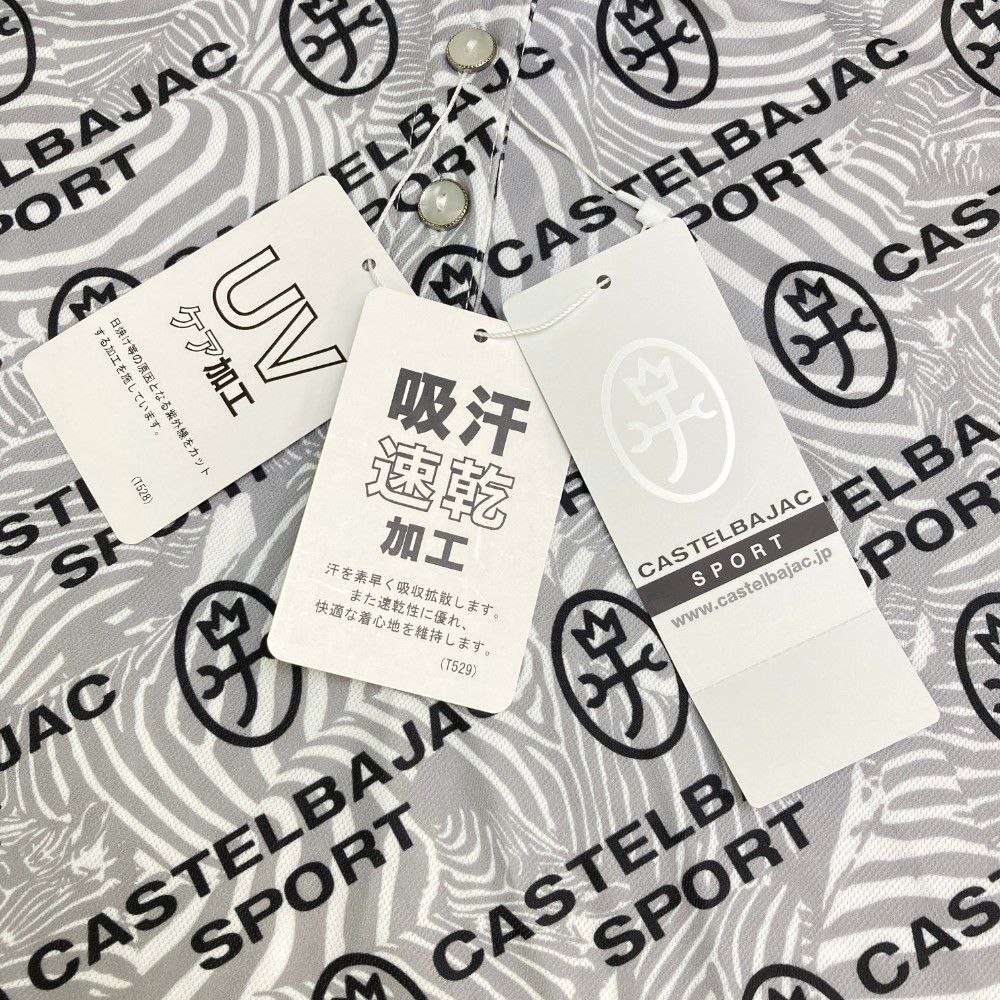 CASTELBAJAC
SPORT
CASTELBAJAC
SPORT
UV
ケア加工
日焼け等の原因となる紫外線をカット
する加工を施しています。
(T528)
吸汗
速乾
加工
汗を素早く吸収拡散します。
また速乾性に優れ、
快適な着心地を維持します。
(T529)
CASTELBAJAC
SPORT
www.castelbajac.jp
CASTELBAJAC
SPORT
CASTELBAJAC
SPORT
CASTELBAJAC
SPORT